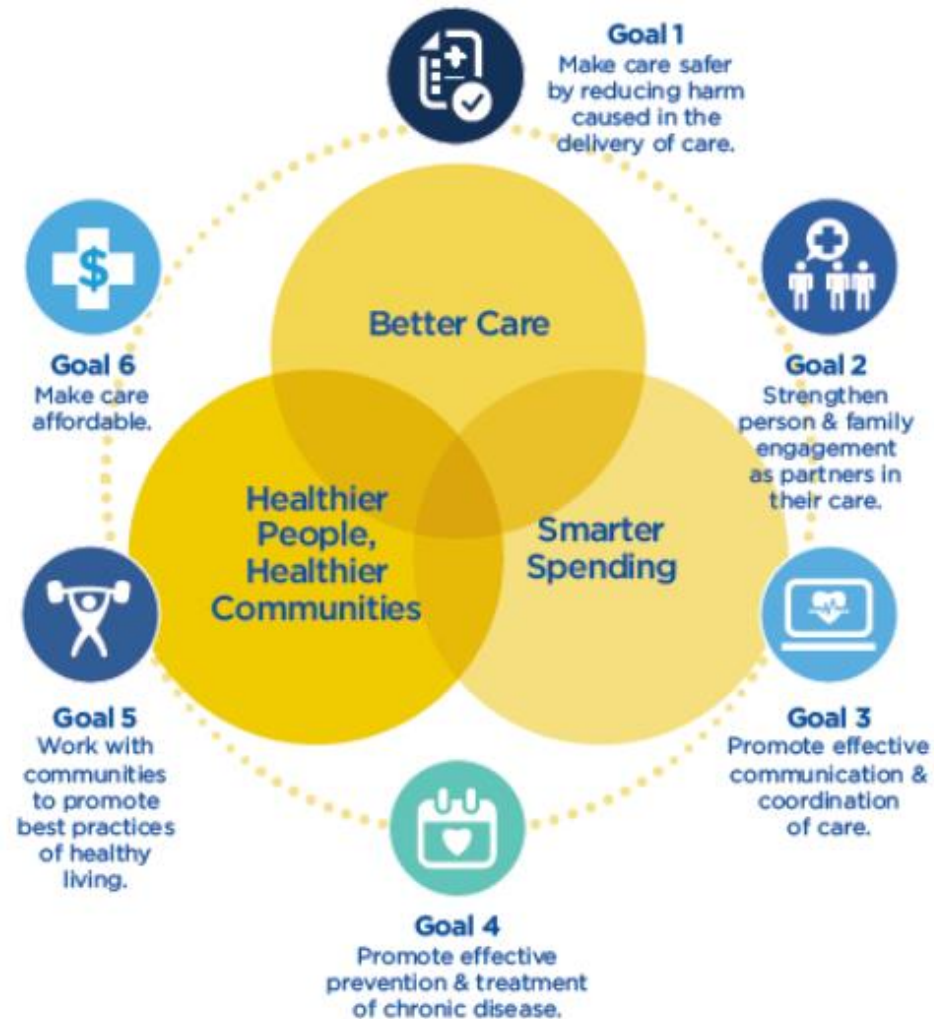 Goal 1
Make care safer
by reducing harm
caused in the
delivery of care.
Goal 2
Strengthen
person & family
engagement
as partners in
their care.
Goal 3
Promote effective
communication &
coordination
of care.
Goal 4
Promote effective
prevention & treatment
of chronic disease.
Goal 5
Work with
communities
to promote
best practices
of healthy
living.
Goal 6
Make care
affordable.
$
Better Care
Healthier
People,
Healthier
Communities
Smarter
Spending